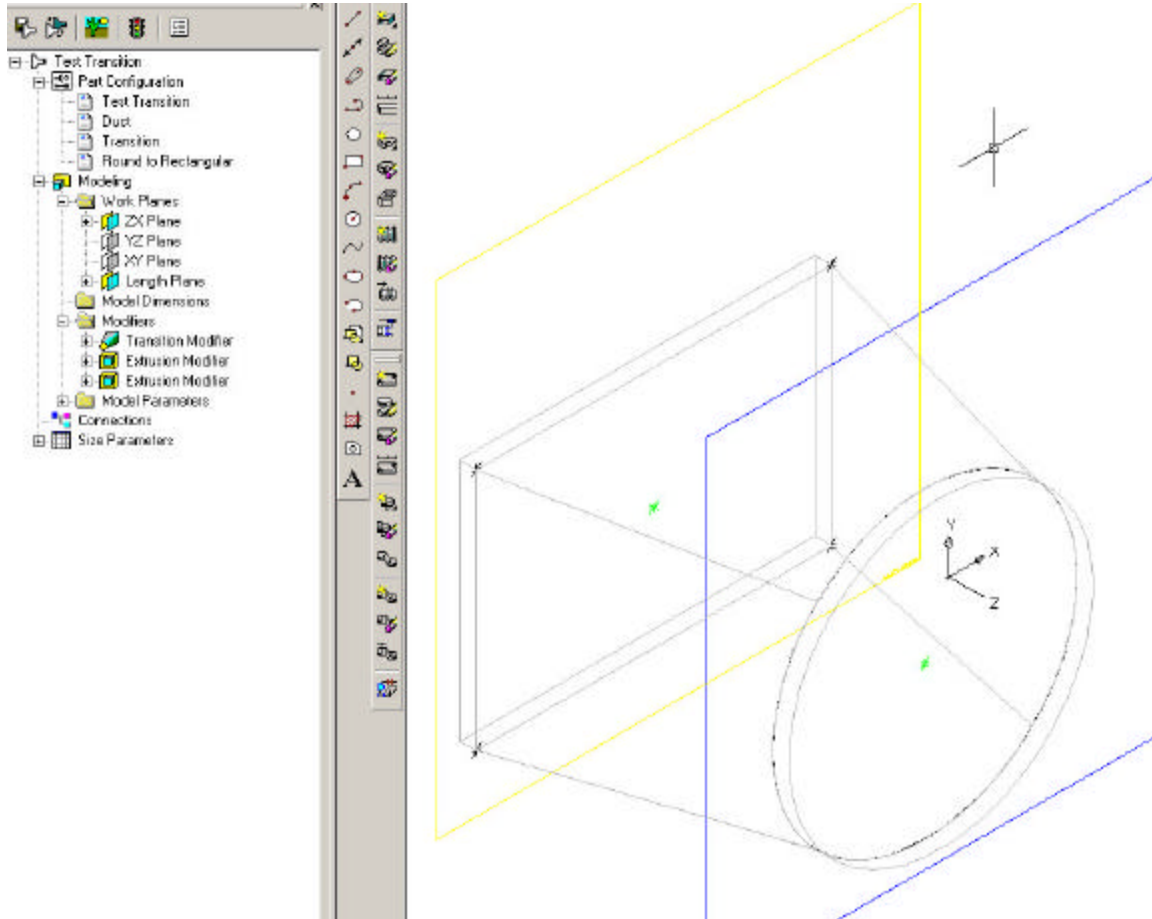 Test Transition
Part Configuration
Test Transition
Duct
Transition
Round to Rectangular
Modeling
Work Planes
ZX Plane
YZ Plane
XY Plane
Length Plane
Model Dimensions
Modifiers
Transition Modifier
Extrusion Modifier
Extrusion Modifier
Model Parameters
Connections
Size Parameters
A
Y
X
Z